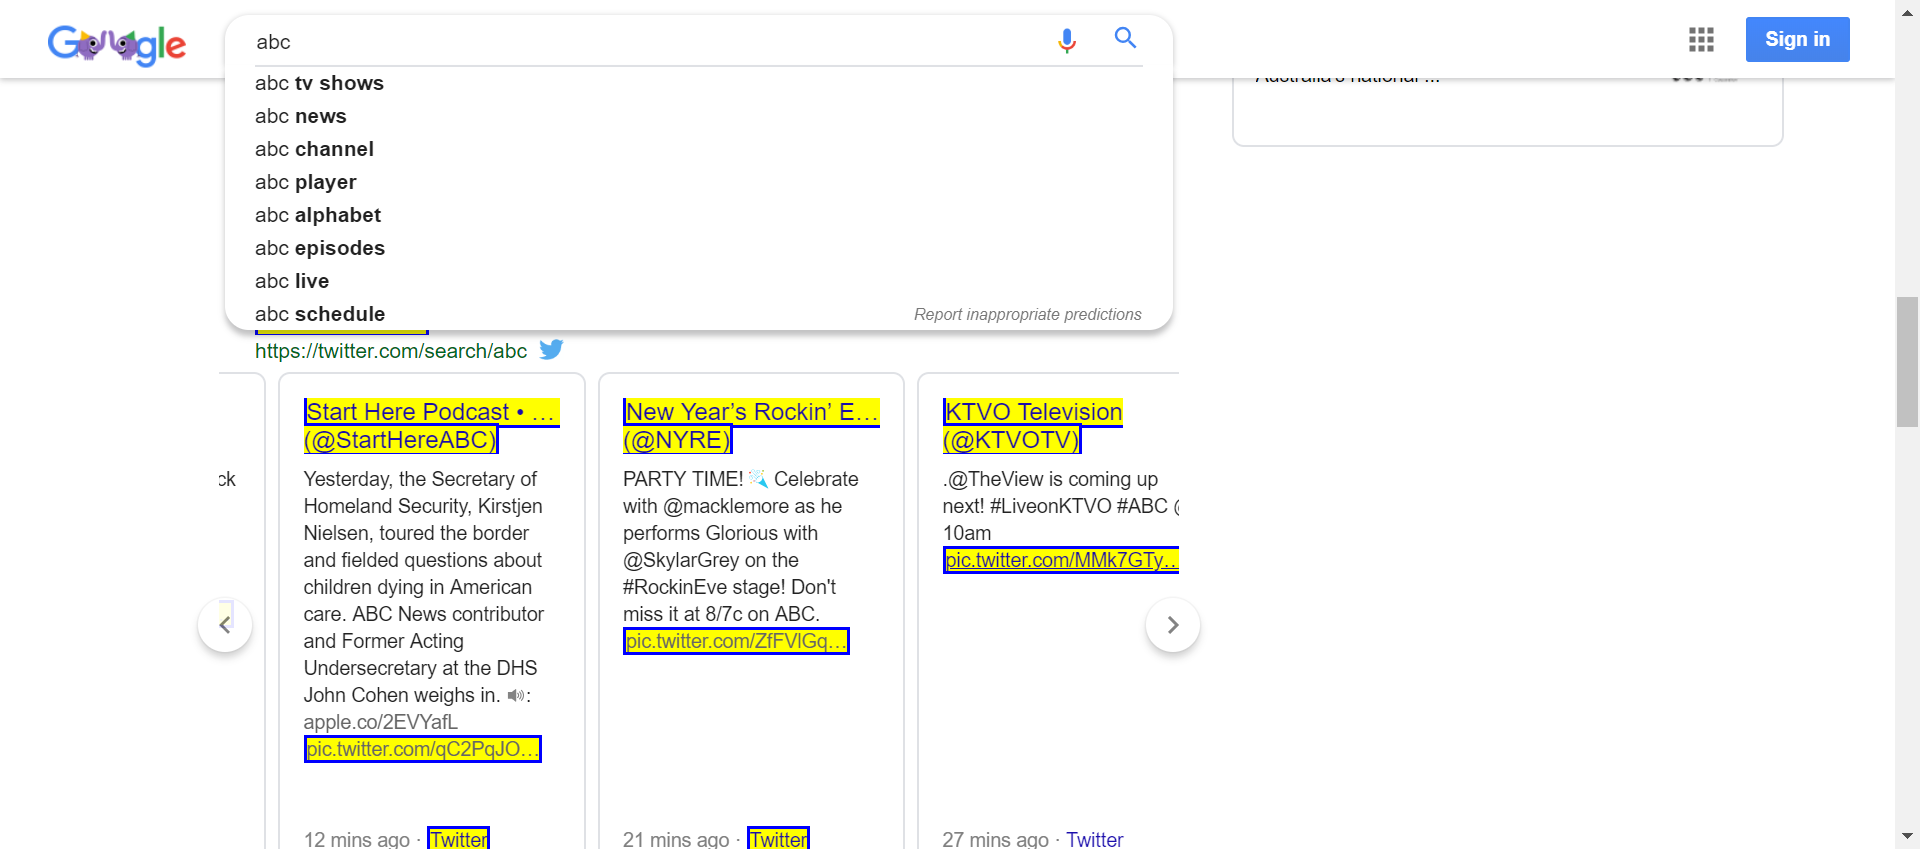 Google
abc
Sign in
abc tv shows
abc news
abc channel
abc player
abc alphabet
abc episodes
abc live
abc schedule
Report inappropriate predictions
Australia's national ...
https://twitter.com/search/abc
ck
Start Here Podcast • …
(@StartHereABC)
Yesterday, the Secretary of
Homeland Security, Kirstjen
Nielsen, toured the border
and fielded questions about
children dying in American
care. ABC News contributor
and Former Acting
Undersecretary at the DHS
John Cohen weighs in. 🔊:
apple.co/2EVYafL
pic.twitter.com/qC2PqJO…
12 mins ago · Twitter
New Year’s Rockin’ E…
(@NYRE)
PARTY TIME! 🎉 Celebrate
with @macklemore as he
performs Glorious with
@SkylarGrey on the
#RockinEve stage! Don't
miss it at 8/7c on ABC.
pic.twitter.com/ZfFVlGq…
21 mins ago · Twitter
KTVO Television
(@KTVOTV)
.@TheView is coming up
next! #LiveonKTVO #ABC @
10am
pic.twitter.com/MMk7GTy…
27 mins ago · Twitter